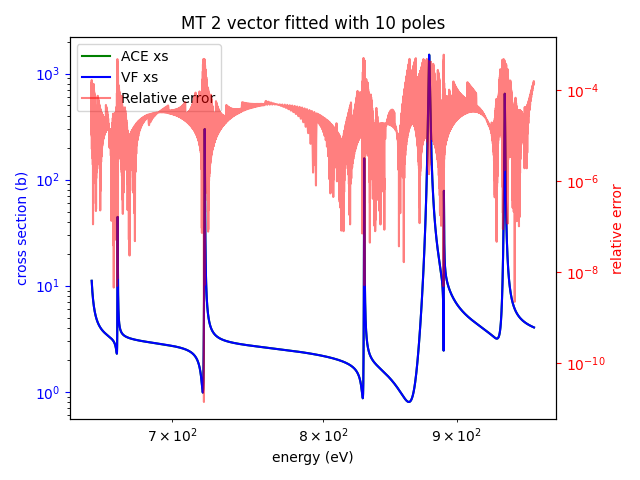 MT 2 vector fitted with 10 poles
ACE xs
VF xs
Relative error
10³
10²
10¹
10⁰
cross section (b)
10⁻⁴
10⁻⁶
10⁻⁸
10⁻¹⁰
relative error
7 × 10² 8 × 10² 9 × 10²
energy (eV)